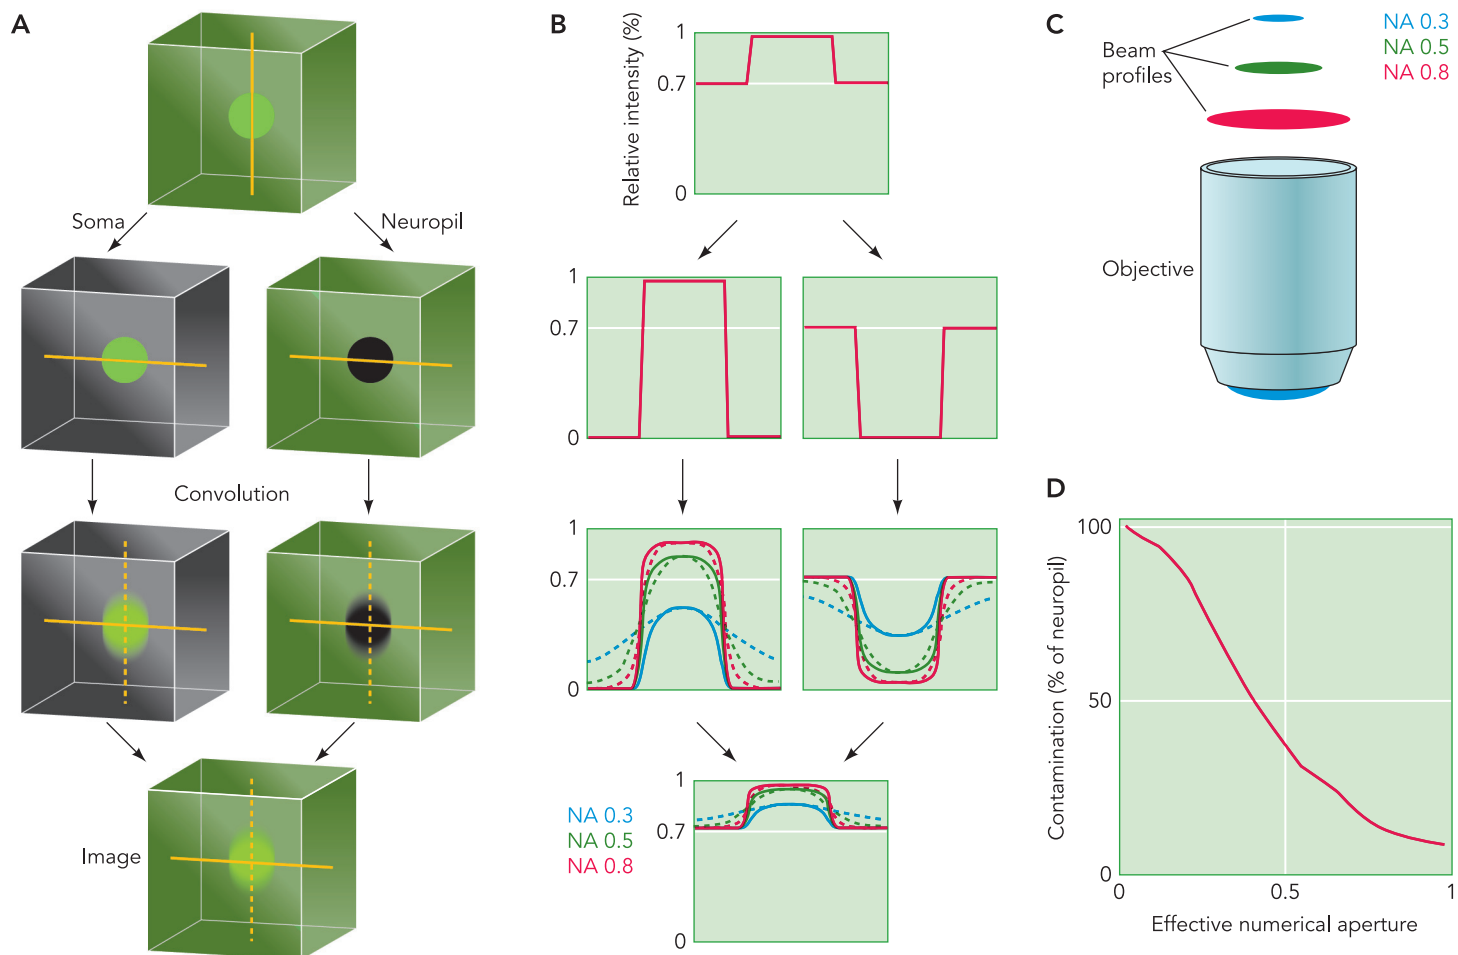 A
Soma
Neuropil
Convolution
Image
B
Relative intensity (%)
1
0.7
0
1
0.7
0
1
0.7
0
1
0.7
0
NA 0.3
NA 0.5
NA 0.8
C
Beam
profiles
NA 0.3
NA 0.5
NA 0.8
Objective
D
Contamination (% of neuropil)
100
50
0
0
0.5
1
Effective numerical aperture